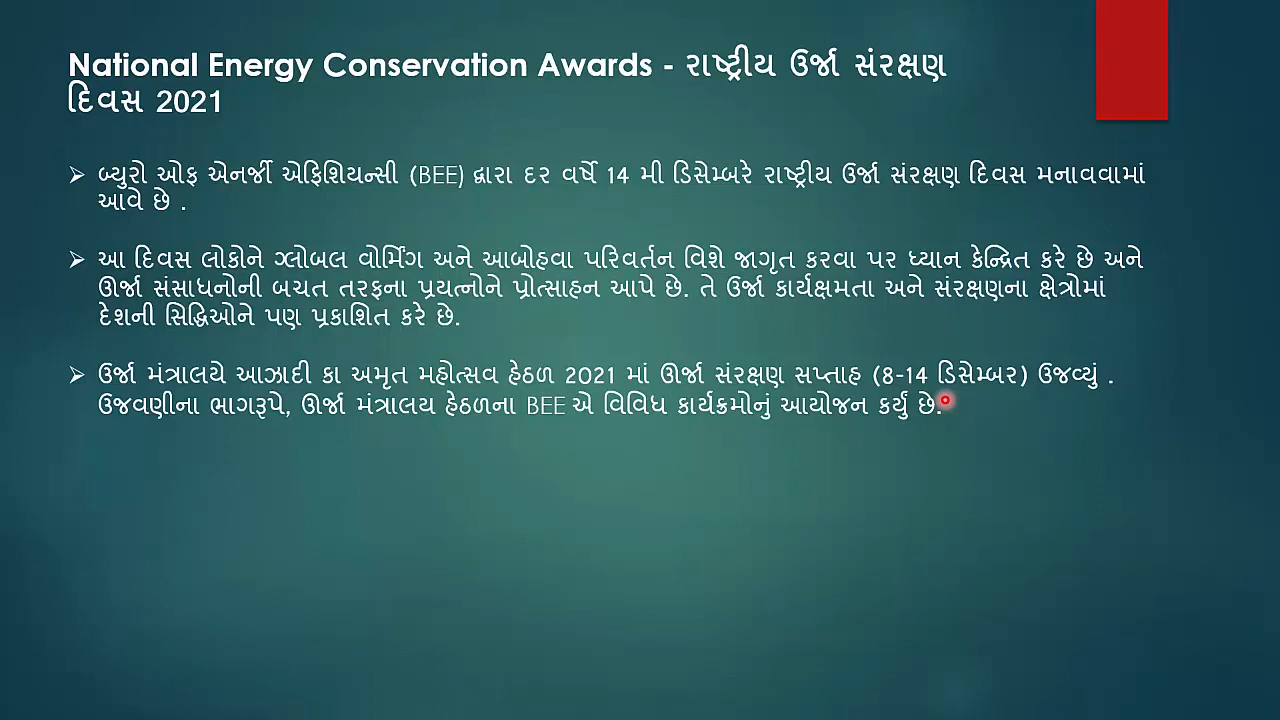 National Energy Conservation Awards - રાષ્ટ્રીય ઉર્જા સંરક્ષણ
દિવસ 2021
બ્યુરો ઓફ એનર્જી એફિશિયન્સી (BEE) દ્વારા દર વર્ષે 14 મી ડિસેમ્બરે રાષ્ટ્રીય ઉર્જા સંરક્ષણ દિવસ મનાવવામાં
આવે છે .
આ દિવસ લોકોને ગ્લોબલ વોર્મિંગ અને આબોહવા પરિવર્તન વિશે જાગૃત કરવા પર ધ્યાન કેન્દ્રિત કરે છે અને
ઊર્જા સંસાધનોની બચત તરફના પ્રયત્નોને પ્રોત્સાહન આપે છે. તે ઉર્જા કાર્યક્ષમતા અને સંરક્ષણના ક્ષેત્રોમાં
દેશની સિદ્ધિઓને પણ પ્રકાશિત કરે છે.
ઉર્જા મંત્રાલયે આઝાદી કા અમૃત મહોત્સવ હેઠળ 2021 માં ઊર્જા સંરક્ષણ સપ્તાહ (8-14 ડિસેમ્બર) ઉજવ્યું .
ઉજવણીના ભાગરૂપે, ઊર્જા મંત્રાલય હેઠળના BEE એ વિવિધ કાર્યક્રમોનું આયોજન કર્યું છે.